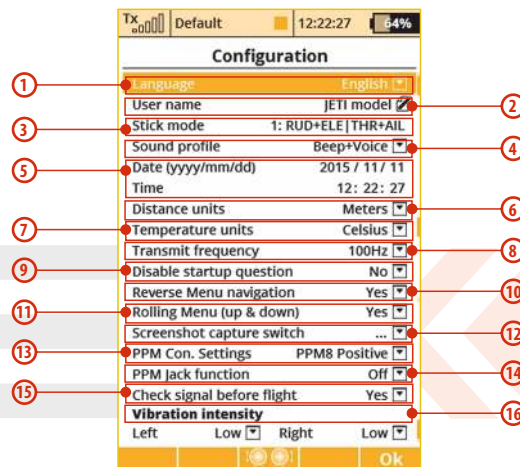 Tx Default 12:22:27 64%
Configuration
1 Language English
User name JETI model 2
3 Stick mode 1: RUD+ELE|THR+AIL
Sound profile Beep+Voice 4
5 Date (yyyy/mm/dd) 2015 / 11 / 11
Time 12: 22: 27
Distance units Meters 6
7 Temperature units Celsius
Transmit frequency 100Hz 8
9 Disable startup question No
Reverse Menu navigation Yes 10
11 Rolling Menu (up & down) Yes
Screenshot capture switch ... 12
13 PPM Con. Settings PPM8 Positive
PPM Jack function Off 14
15 Check signal before flight Yes
Vibration intensity 16
Left Low Right Low
Ok